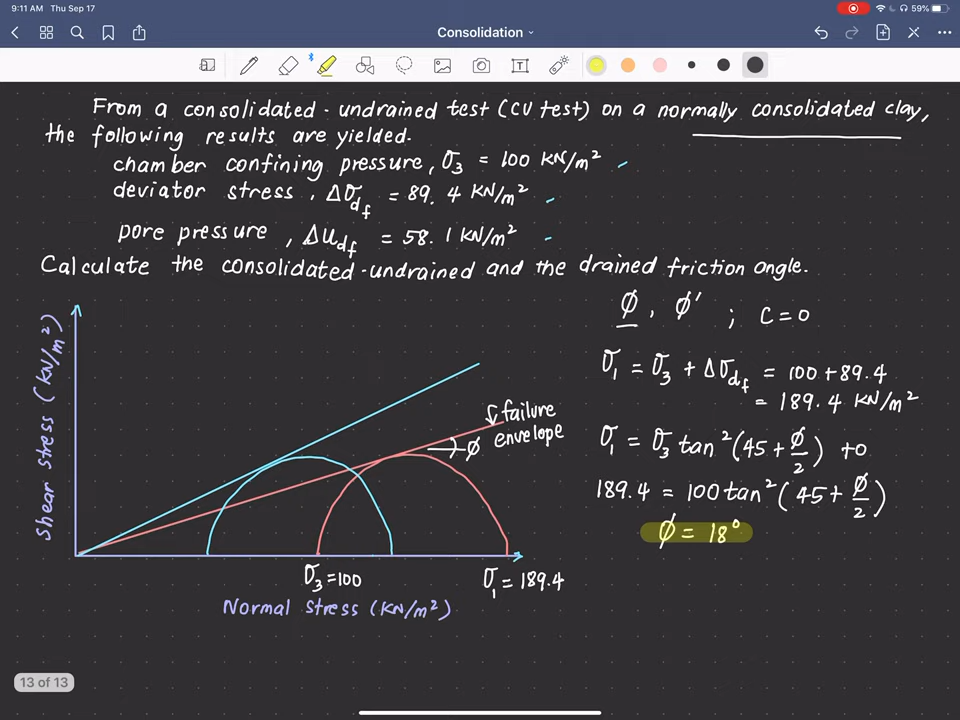 9:11 AM Thu Sep 17
59%
Consolidation
From a consolidated-undrained test (CU test) on a normally consolidated clay,
the following results are yielded.
chamber confining pressure, σ₃ = 100 kN/m²
deviator stress, Δσ_df = 89.4 kN/m²
pore pressure, Δu_df = 58.1 kN/m²
Calculate the consolidated-undrained and the drained friction angle.
ϕ, ϕ' ; c = 0
σ₁ = σ₃ + Δσ_df = 100 + 89.4
= 189.4 kN/m²
σ₁ = σ₃ tan²(45 + ϕ/2) + 0
189.4 = 100 tan²(45 + ϕ/2)
ϕ = 18°
Shear stress (kN/m²)
failure
envelope
ϕ
σ₃ = 100
σ₁ = 189.4
Normal stress (kN/m²)
13 of 13